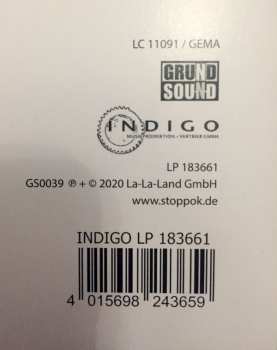 LC 11091 / GEMA
GRUND
SOUND
INDIGO
MUSIKPRODUKTION + VERTRIEB GMBH
LP 183661
GS0039 ℗ + © 2020 La-La-Land GmbH
www.stoppok.de
INDIGO LP 183661
4 015698 243659